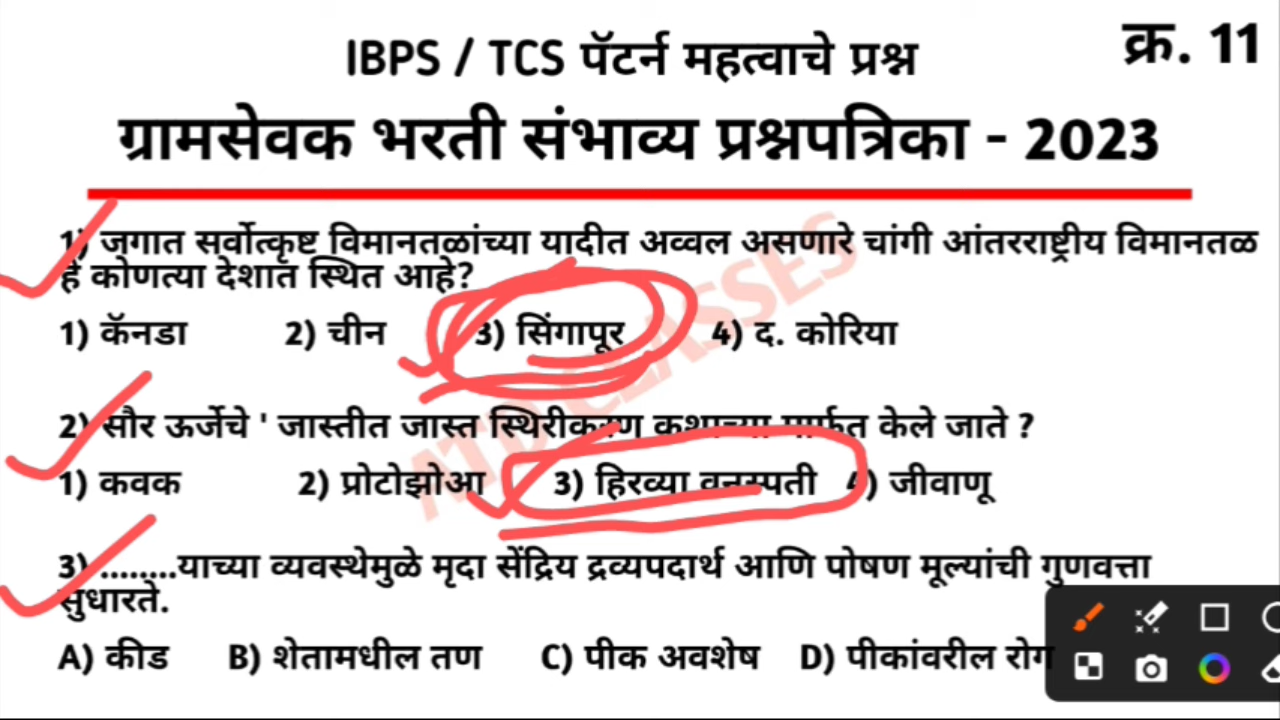 क्र. 11
IBPS / TCS पॅटर्न महत्वाचे प्रश्न
ग्रामसेवक भरती संभाव्य प्रश्नपत्रिका - 2023
1) जगात सर्वोत्कृष्ट विमानतळांच्या यादीत अव्वल असणारे चांगी आंतरराष्ट्रीय विमानतळ
हे कोणत्या देशात स्थित आहे?
1) कॅनडा 2) चीन 3) सिंगापूर 4) द. कोरिया
2) सौर ऊर्जेचे ' जास्तीत जास्त स्थिरीकरण कशाच्या मार्फत केले जाते ?
1) कवक 2) प्रोटोझोआ 3) हिरव्या वनस्पती 4) जीवाणू
3) ........याच्या व्यवस्थेमुळे मृदा सेंद्रिय द्रव्यपदार्थ आणि पोषण मूल्यांची गुणवत्ता
सुधारते.
A) कीड B) शेतामधील तण C) पीक अवशेष D) पीकांवरील रोग
ATD CLASSES